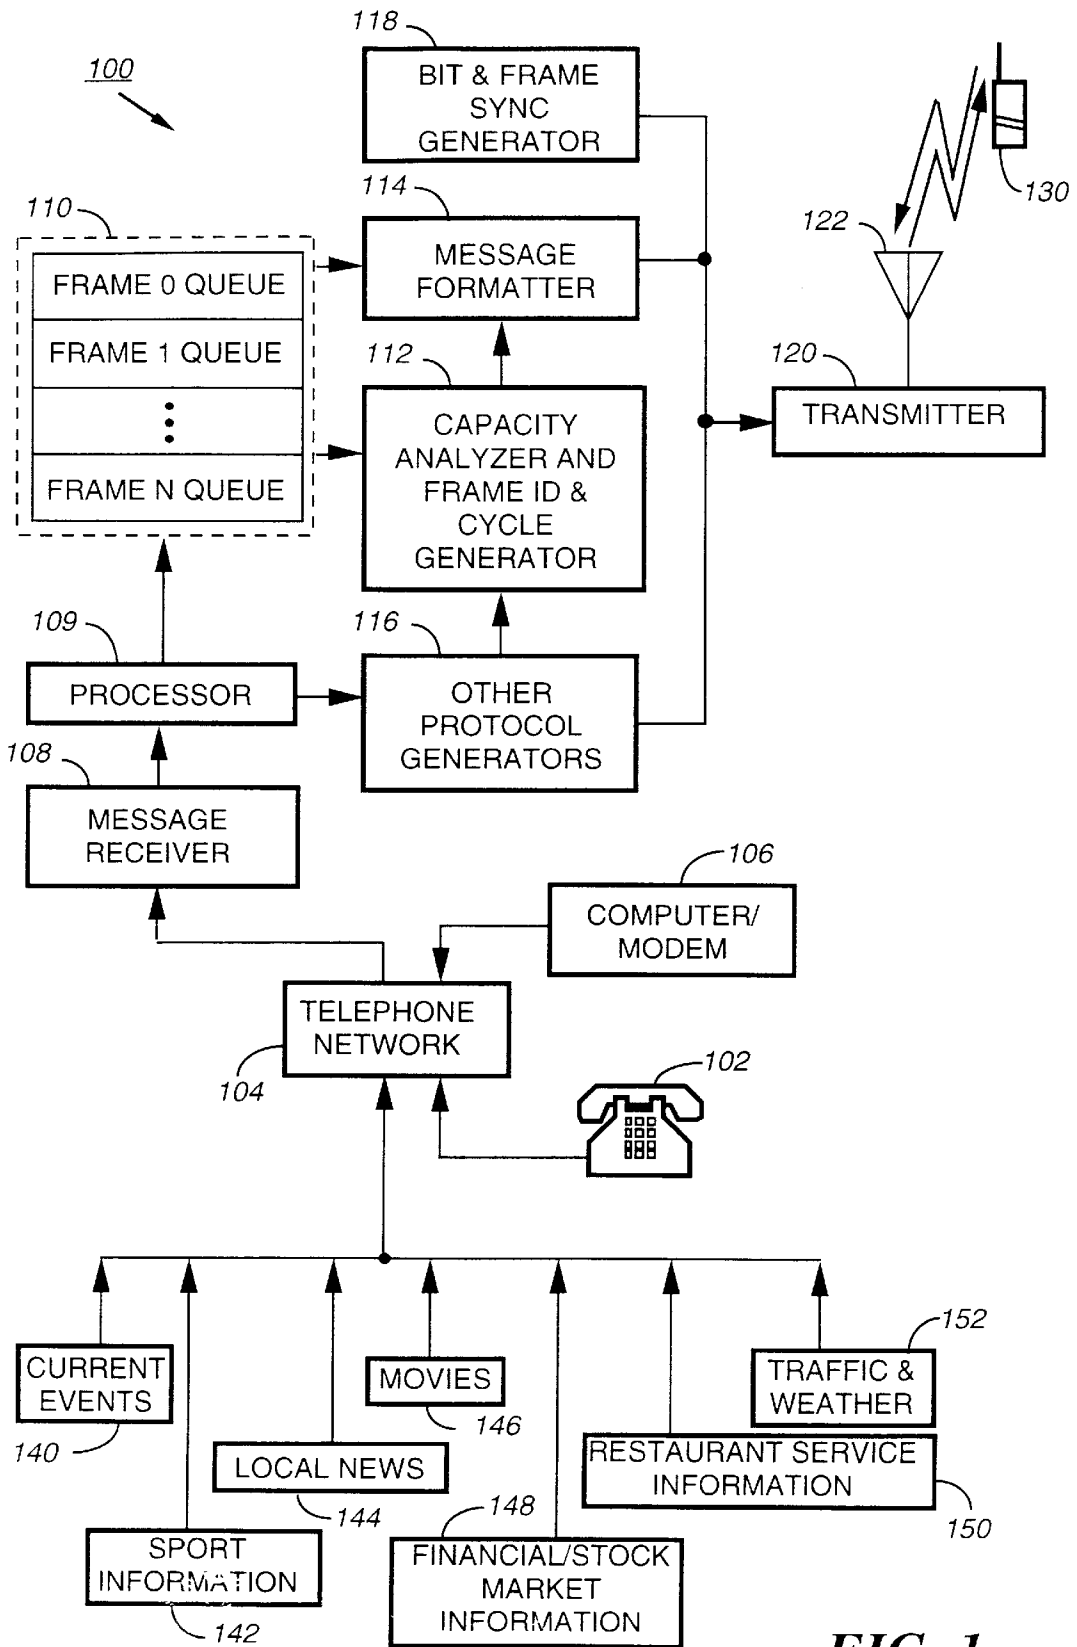 100
118
BIT & FRAME
SYNC
GENERATOR
130
110
114
122
FRAME 0 QUEUE
MESSAGE
FORMATTER
FRAME 1 QUEUE
112
120
TRANSMITTER
CAPACITY
ANALYZER AND
FRAME ID &
CYCLE
GENERATOR
FRAME N QUEUE
109
116
PROCESSOR
OTHER
PROTOCOL
GENERATORS
108
MESSAGE
RECEIVER
106
COMPUTER/
MODEM
TELEPHONE
NETWORK
104
102
152
CURRENT
EVENTS
140
MOVIES
146
TRAFFIC &
WEATHER
LOCAL NEWS
144
RESTAURANT SERVICE
INFORMATION
150
148
SPORT
INFORMATION
142
FINANCIAL/STOCK
MARKET
INFORMATION
FIG. 1